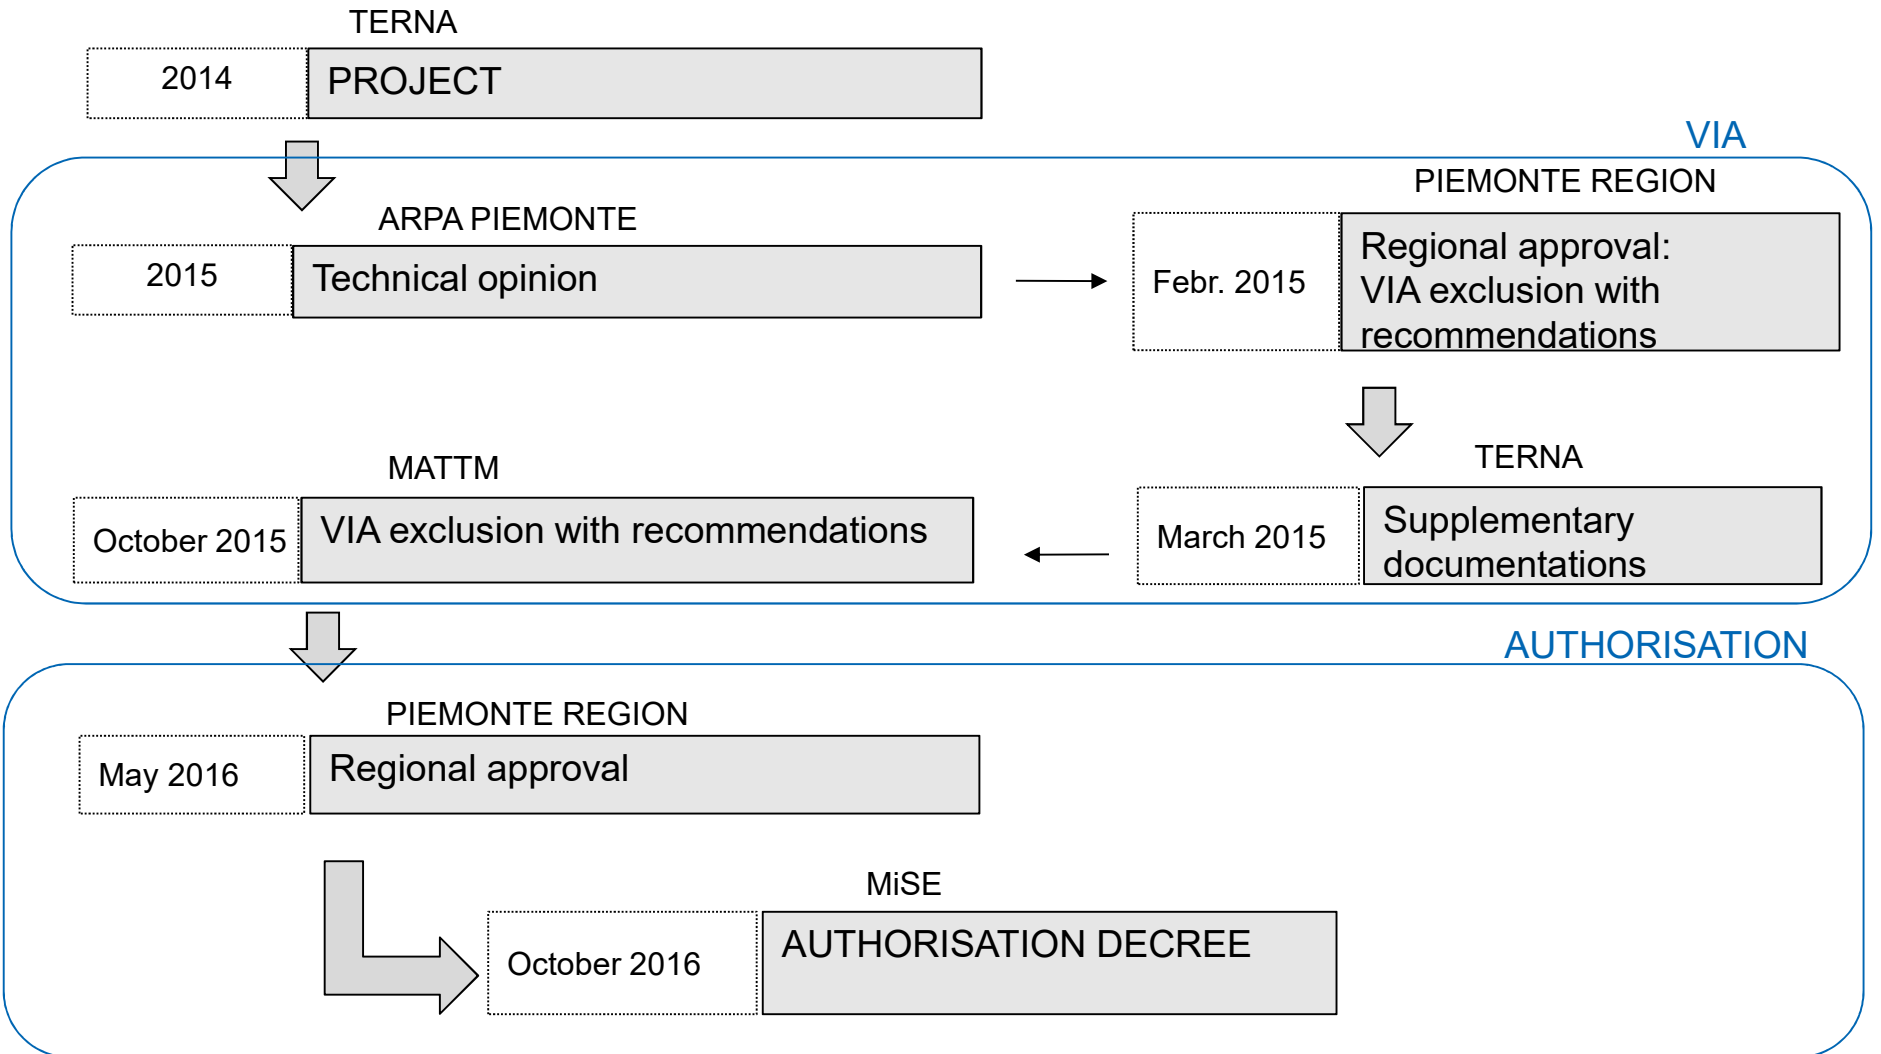 TERNA
2014
PROJECT
VIA
ARPA PIEMONTE
2015
Technical opinion
PIEMONTE REGION
Febr. 2015
Regional approval:
VIA exclusion with
recommendations
TERNA
March 2015
Supplementary
documentations
MATTM
October 2015
VIA exclusion with recommendations
AUTHORISATION
PIEMONTE REGION
May 2016
Regional approval
MiSE
October 2016
AUTHORISATION DECREE